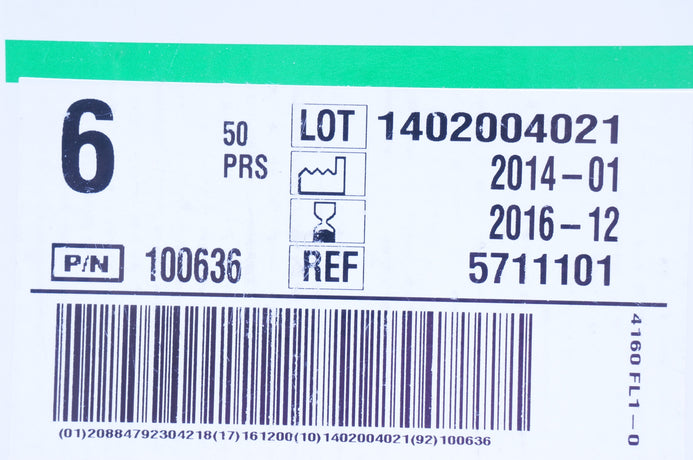 6
50
PRS
LOT 1402004021
2014-01
2016-12
P/N 100636
REF 5711101
(01)20884792304218(17)161200(10)1402004021(92)100636
4160 FL1-0